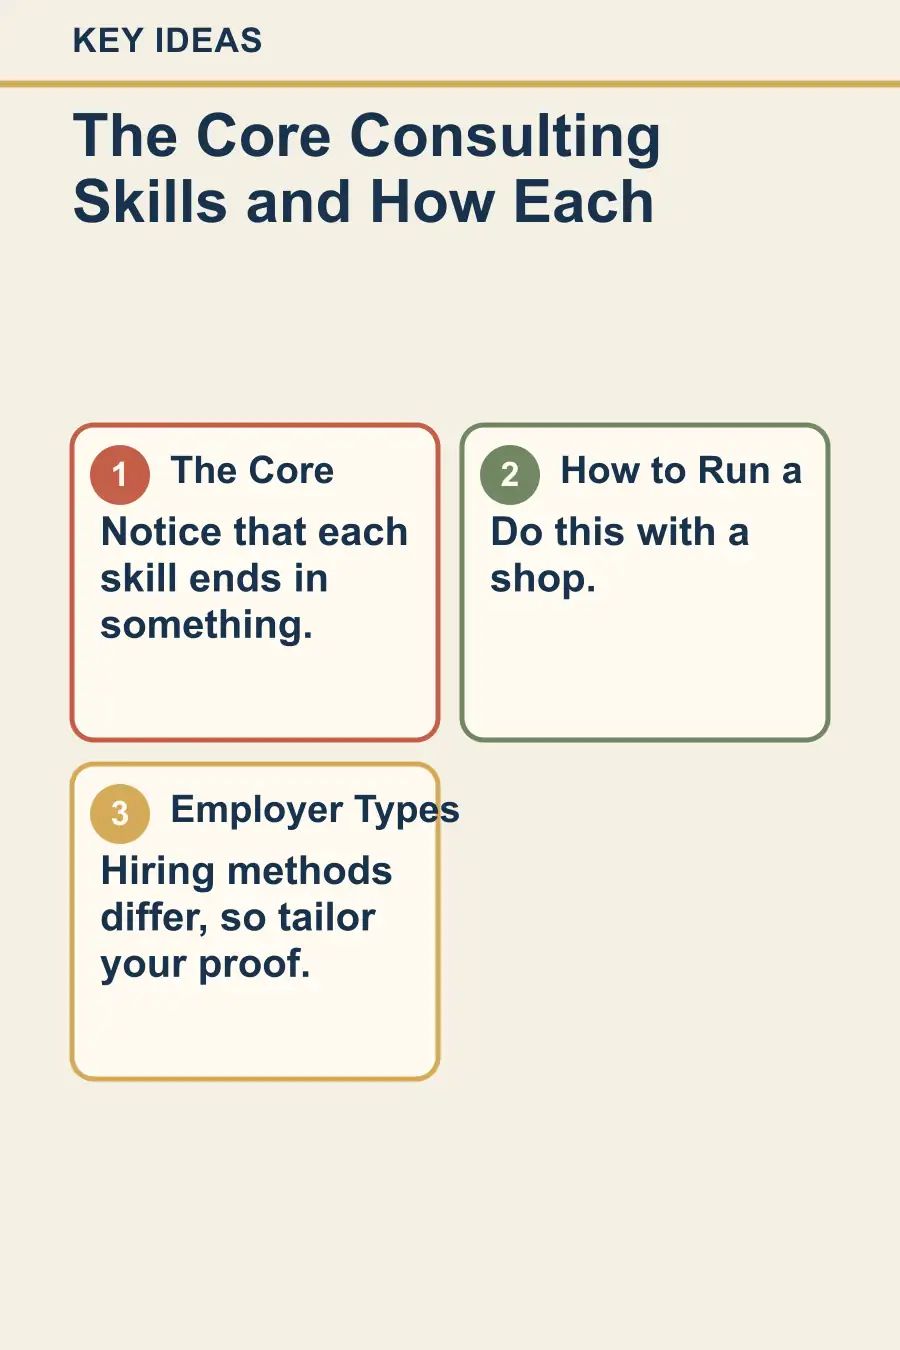 KEY IDEAS
The Core Consulting
Skills and How Each
1 The Core
Notice that each
skill ends in
something.
2 How to Run a
Do this with a
shop.
3 Employer Types
Hiring methods
differ, so tailor
your proof.